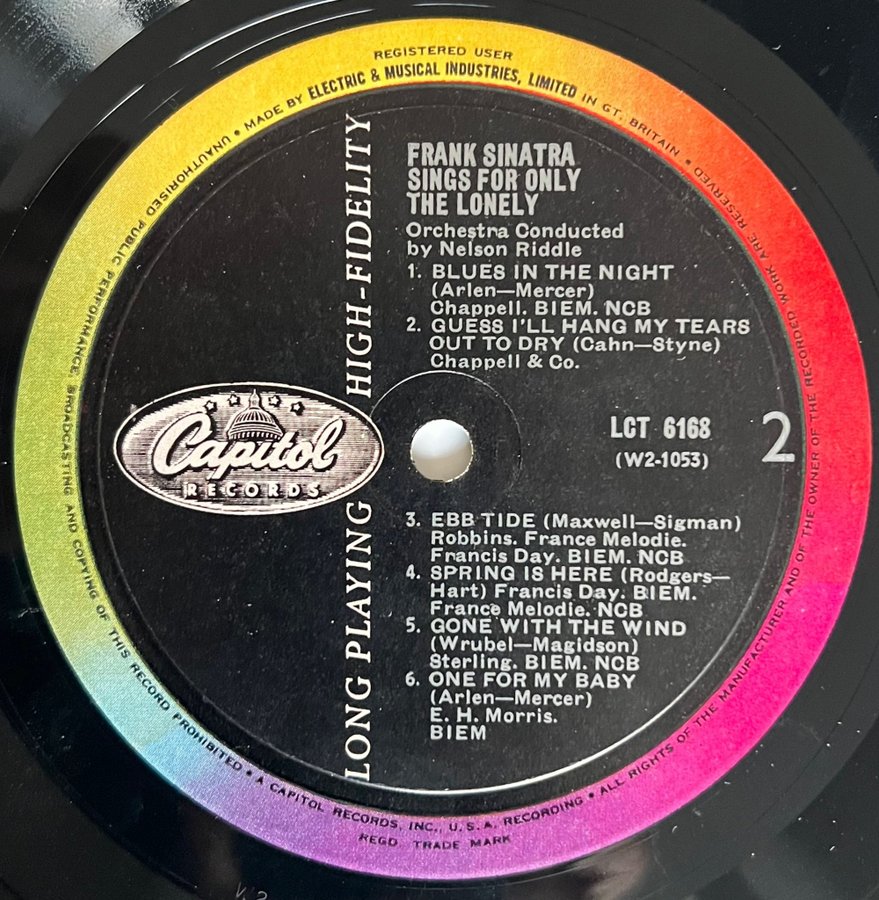 REGISTERED USER
MADE BY ELECTRIC & MUSICAL INDUSTRIES, LIMITED IN GT. BRITAIN • ALL RIGHTS OF THE MANUFACTURER AND OF THE OWNER OF THE RECORDED WORK ARE RESERVED •
UNAUTHORISED PUBLIC PERFORMANCE, BROADCASTING AND COPYING OF THIS RECORD PROHIBITED • A CAPITOL RECORDS, INC., U.S.A. RECORDING •
REGD. TRADE MARK
LONG PLAYING HIGH-FIDELITY
Capitol
RECORDS
FRANK SINATRA
SINGS FOR ONLY
THE LONELY
Orchestra Conducted
by Nelson Riddle
1. BLUES IN THE NIGHT
(Arlen—Mercer)
Chappell. BIEM. NCB
2. GUESS I'LL HANG MY TEARS
OUT TO DRY (Cahn—Styne)
Chappell & Co.
LCT 6168
(W2-1053)
2
3. EBB TIDE (Maxwell—Sigman)
Robbins. France Melodie.
Francis Day. BIEM. NCB
4. SPRING IS HERE (Rodgers—
Hart) Francis Day. BIEM.
France Melodie. NCB
5. GONE WITH THE WIND
(Wrubel—Magidson)
Sterling. BIEM. NCB
6. ONE FOR MY BABY
(Arlen—Mercer)
E. H. Morris.
BIEM